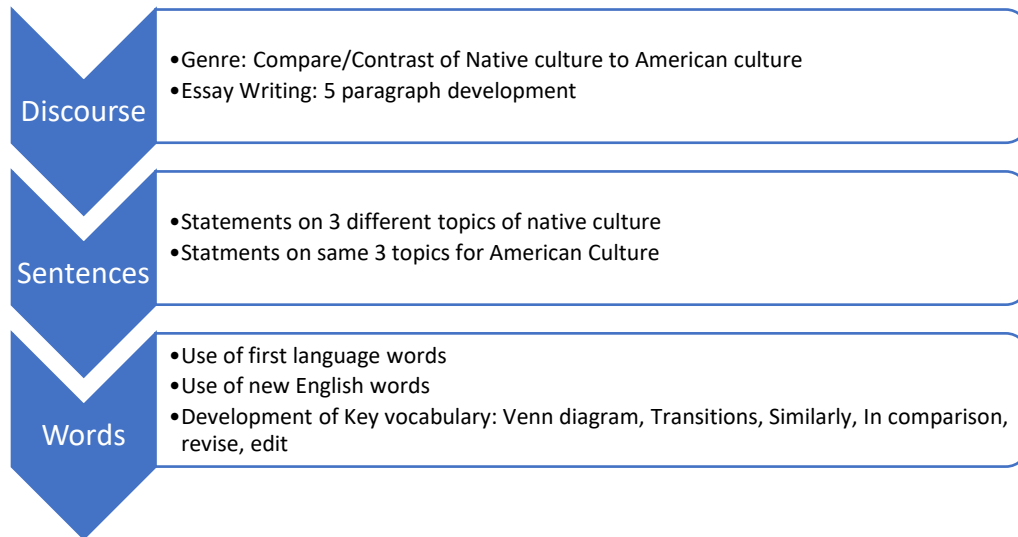 Discourse
•Genre: Compare/Contrast of Native culture to American culture
•Essay Writing: 5 paragraph development
Sentences
•Statements on 3 different topics of native culture
•Statments on same 3 topics for American Culture
Words
•Use of first language words
•Use of new English words
•Development of Key vocabulary: Venn diagram, Transitions, Similarly, In comparison,
revise, edit